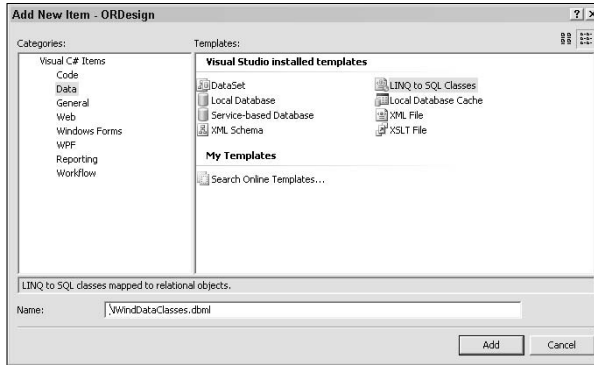 Add New Item - ORDesign
Categories:
Templates:
Visual C# Items
Code
Data
General
Web
Windows Forms
WPF
Reporting
Workflow
Visual Studio installed templates
DataSet
LINQ to SQL Classes
Local Database
Local Database Cache
Service-based Database
XML File
XML Schema
XSLT File
My Templates
Search Online Templates...
LINQ to SQL classes mapped to relational objects.
Name:
NWindDataClasses.dbml
Add
Cancel